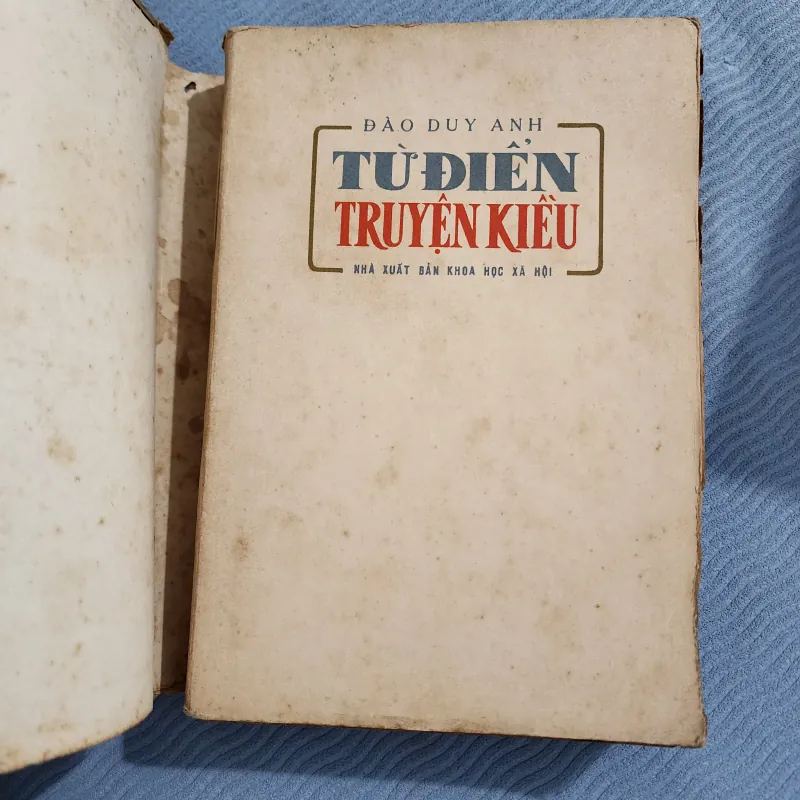 ĐÀO DUY ANH
TỪ ĐIỂN
TRUYỆN KIỀU
NHÀ XUẤT BẢN KHOA HỌC XÃ HỘI